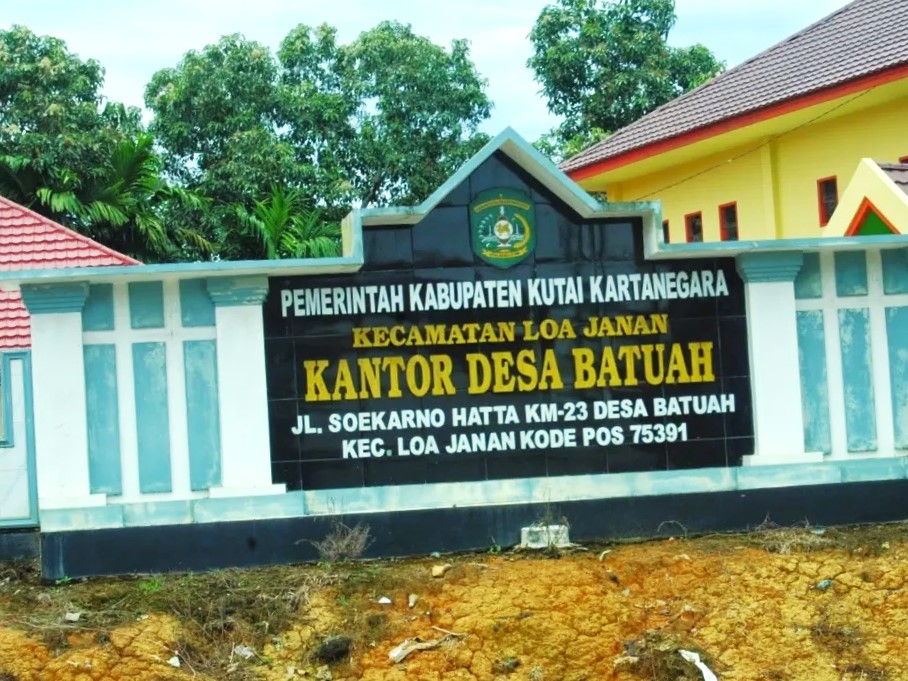 PEMERINTAH KABUPATEN KUTAI KARTANEGARA
KECAMATAN LOA JANAN
KANTOR DESA BATUAH
JL. SOEKARNO HATTA KM-23 DESA BATUAH
KEC. LOA JANAN KODE POS 75391